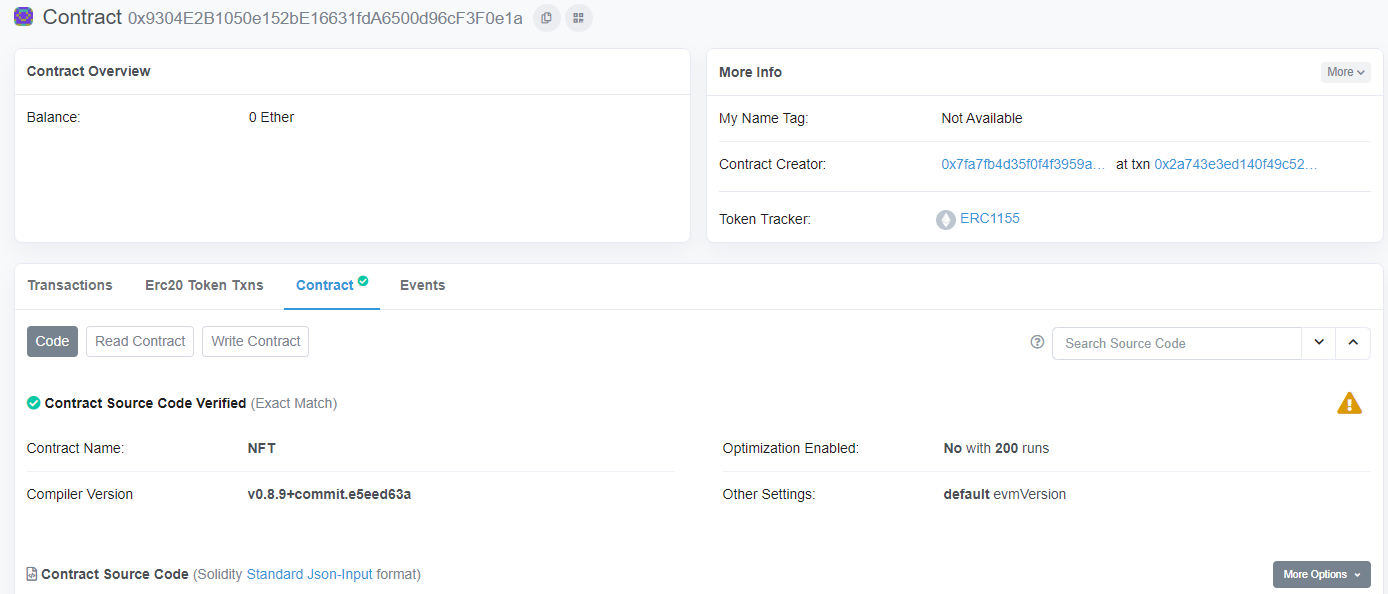 Contract 0x9304E2B1050e152bE16631fdA6500d96cF3F0e1a
Contract Overview
Balance: 0 Ether
More Info More
My Name Tag: Not Available
Contract Creator: 0x7fa7fb4d35f0f4f3959a... at txn 0x2a743e3ed140f49c52...
Token Tracker: ERC1155
Transactions Erc20 Token Txns Contract Events
Code Read Contract Write Contract Search Source Code
Contract Source Code Verified (Exact Match)
Contract Name: NFT Optimization Enabled: No with 200 runs
Compiler Version v0.8.9+commit.e5eed63a Other Settings: default evmVersion
Contract Source Code (Solidity Standard Json-Input format) More Options